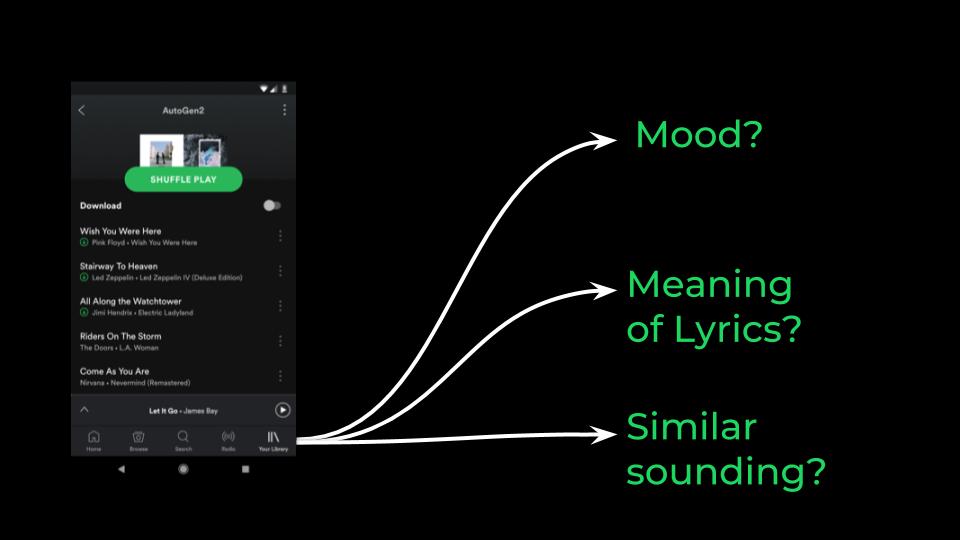 AutoGen2
SHUFFLE PLAY
Download
Wish You Were Here
Pink Floyd • Wish You Were Here
Stairway To Heaven
Led Zeppelin • Led Zeppelin IV (Deluxe Edition)
All Along the Watchtower
Jimi Hendrix • Electric Ladyland
Riders On The Storm
The Doors • L.A. Woman
Come As You Are
Nirvana • Nevermind (Remastered)
Let It Go • James Bay
Home Browse Search Radio Your Library
Mood?
Meaning
of Lyrics?
Similar
sounding?